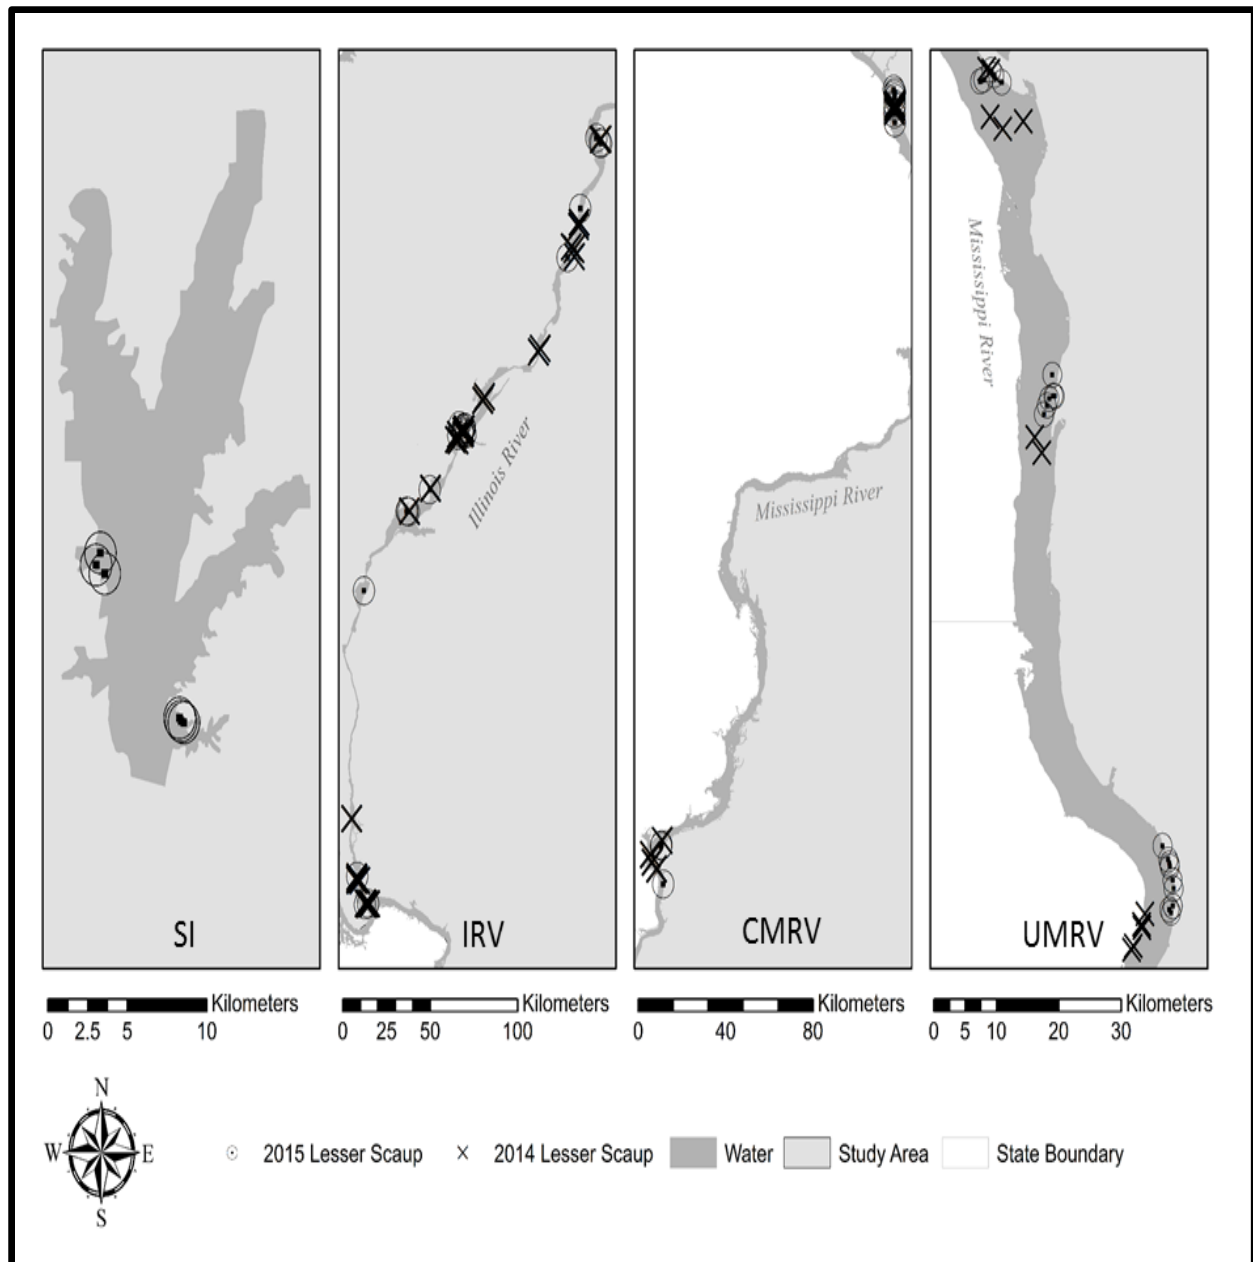 Mississippi River
Illinois River
Mississippi River
SI
IRV
CMRV
UMRV
Kilometers
0 2.5 5 10
Kilometers
0 25 50 100
Kilometers
0 40 80
Kilometers
0 5 10 20 30
N
W E
S
2015 Lesser Scaup
2014 Lesser Scaup
Water
Study Area
State Boundary